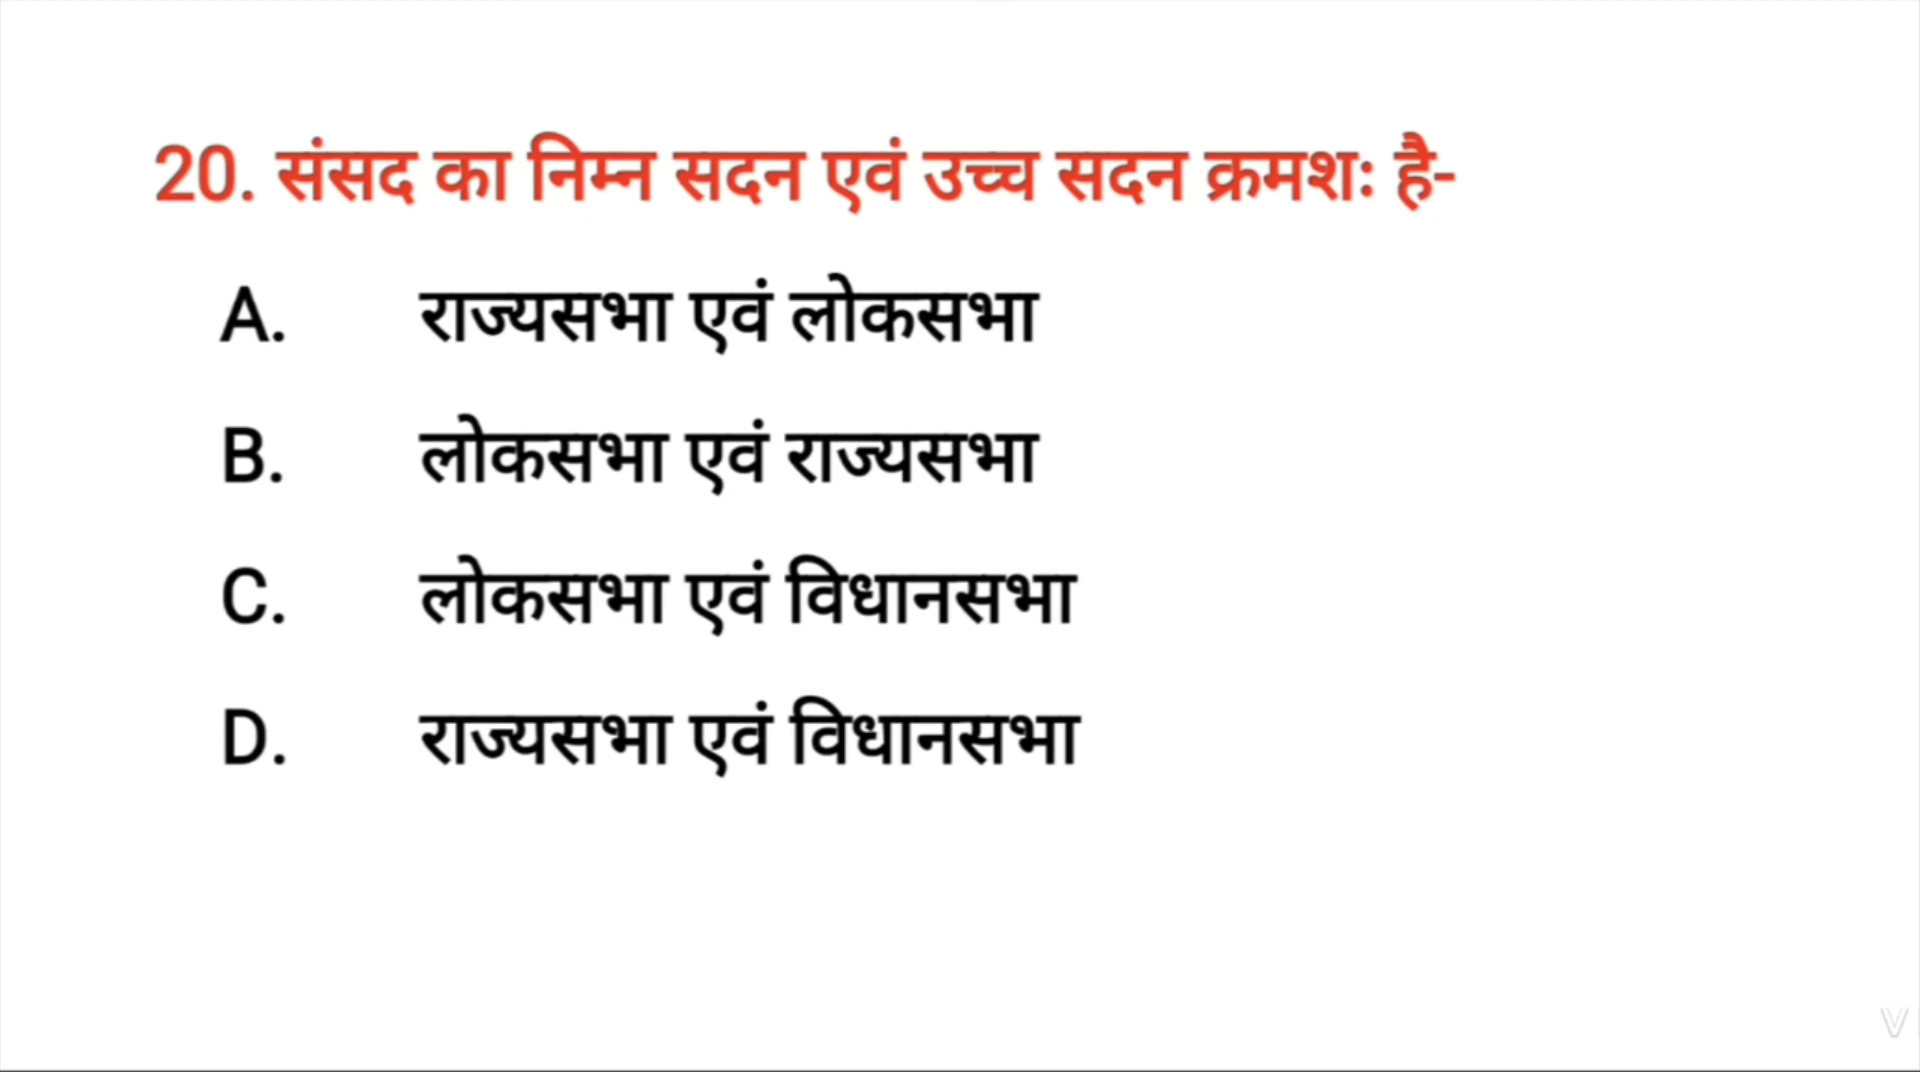 20. संसद का निम्न सदन एवं उच्च सदन क्रमशः है-
A. राज्यसभा एवं लोकसभा
B. लोकसभा एवं राज्यसभा
C. लोकसभा एवं विधानसभा
D. राज्यसभा एवं विधानसभा
V